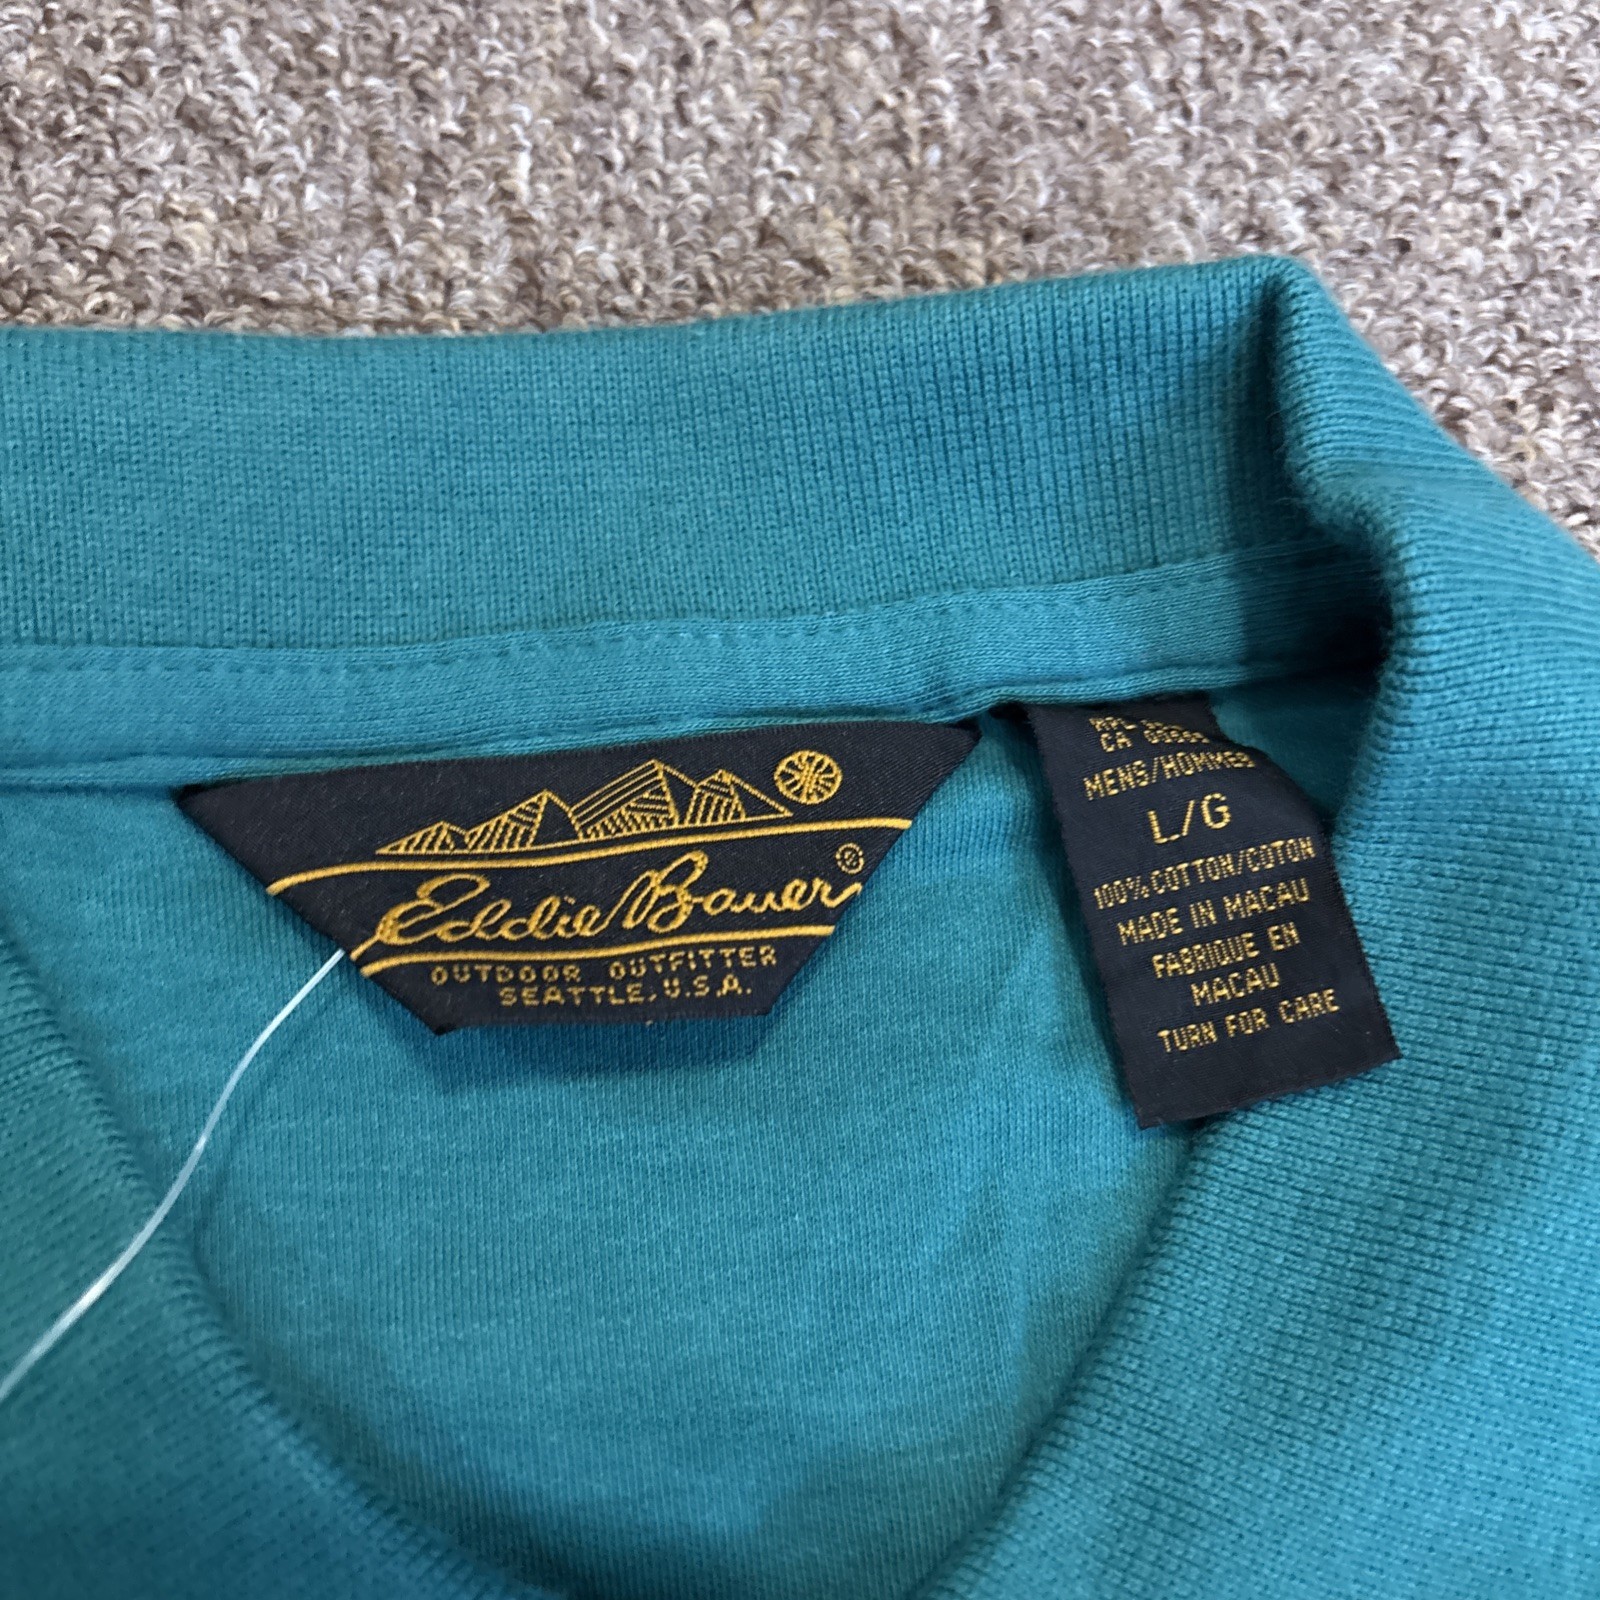 Eddie Bauer®
OUTDOOR OUTFITTER
SEATTLE, U.S.A.
CA
MENS/HOMMES
L/G
100% COTTON/COTON
MADE IN MACAU
FABRIQUE EN
MACAU
TURN FOR CARE